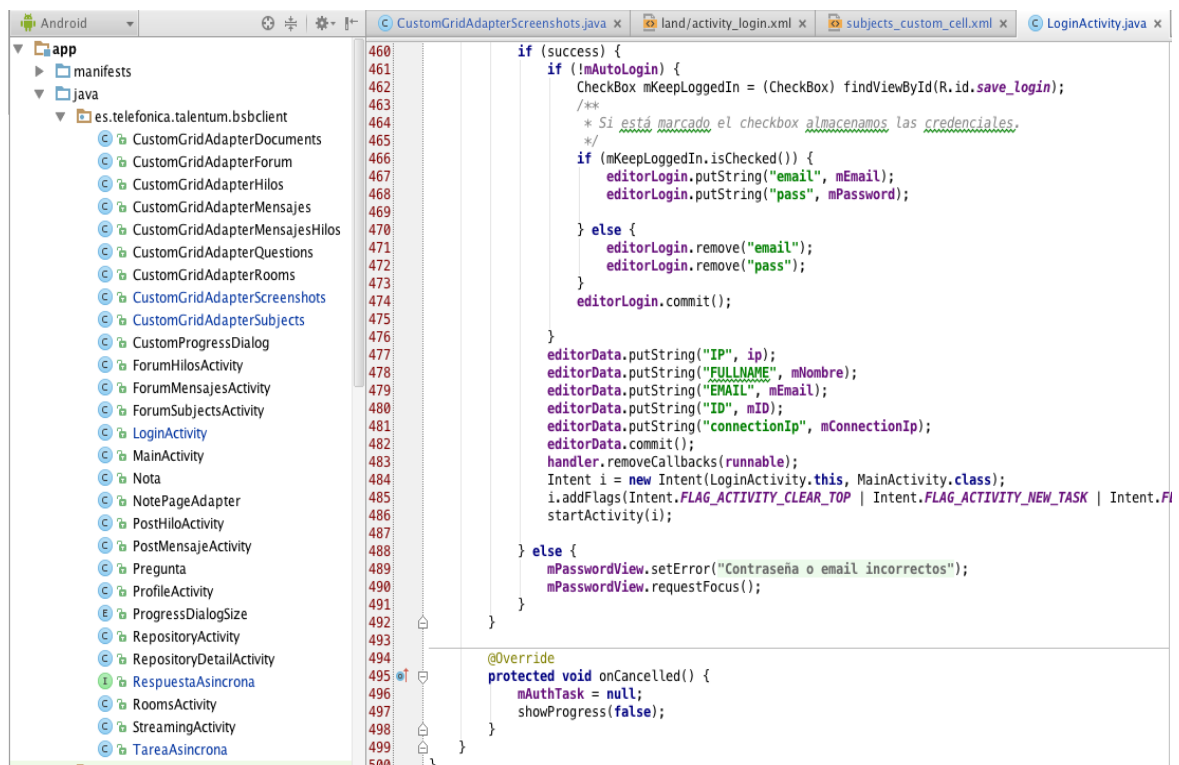 Android
CustomGridAdapterScreenshots.java ×
land/activity_login.xml ×
subjects_custom_cell.xml ×
LoginActivity.java ×
app
manifests
java
es.telefonica.talentum.bsbclient
CustomGridAdapterDocuments
CustomGridAdapterForum
CustomGridAdapterHilos
CustomGridAdapterMensajes
CustomGridAdapterMensajesHilos
CustomGridAdapterQuestions
CustomGridAdapterRooms
CustomGridAdapterScreenshots
CustomGridAdapterSubjects
CustomProgressDialog
ForumHilosActivity
ForumMensajesActivity
ForumSubjectsActivity
LoginActivity
MainActivity
Nota
NotePageAdapter
PostHiloActivity
PostMensajeActivity
Pregunta
ProfileActivity
ProgressDialogSize
RepositoryActivity
RepositoryDetailActivity
RespuestaAsincrona
RoomsActivity
StreamingActivity
TareaAsincrona
460 if (success) {
461 if (!mAutoLogin) {
462 CheckBox mKeepLoggedIn = (CheckBox) findViewById(R.id.save_login);
463 /**
464 * Si está marcado el checkbox almacenamos las credenciales.
465 */
466 if (mKeepLoggedIn.isChecked()) {
467 editorLogin.putString("email", mEmail);
468 editorLogin.putString("pass", mPassword);
469
470 } else {
471 editorLogin.remove("email");
472 editorLogin.remove("pass");
473 }
474 editorLogin.commit();
475
476 }
477 editorData.putString("IP", ip);
478 editorData.putString("FULLNAME", mNombre);
479 editorData.putString("EMAIL", mEmail);
480 editorData.putString("ID", mID);
481 editorData.putString("connectionIp", mConnectionIp);
482 editorData.commit();
483 handler.removeCallbacks(runnable);
484 Intent i = new Intent(LoginActivity.this, MainActivity.class);
485 i.addFlags(Intent.FLAG_ACTIVITY_CLEAR_TOP | Intent.FLAG_ACTIVITY_NEW_TASK | Intent.
486 startActivity(i);
487
488 } else {
489 mPasswordView.setError("Contraseña o email incorrectos");
490 mPasswordView.requestFocus();
491 }
492 }
493
494 @Override
495 protected void onCancelled() {
496 mAuthTask = null;
497 showProgress(false);
498 }
499 }
500 }